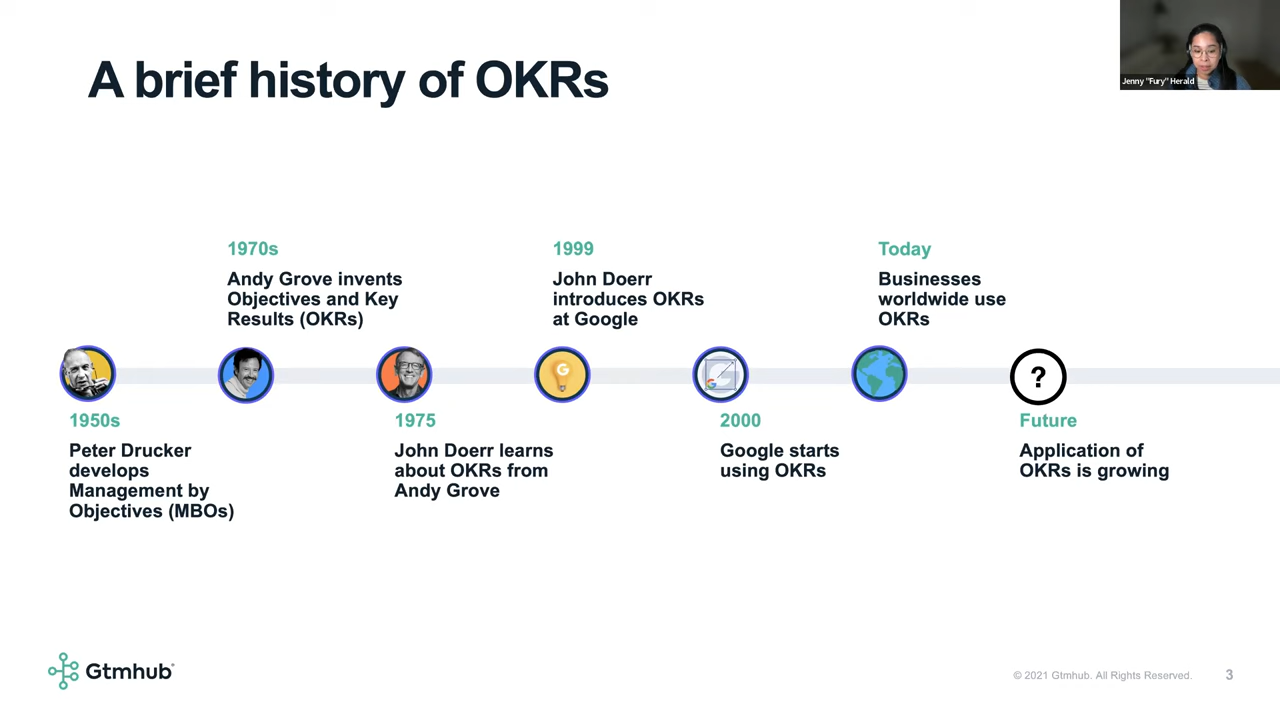 A brief history of OKRs
Jenny "Fury" Herald
1950s
Peter Drucker
develops
Management by
Objectives (MBOs)
1970s
Andy Grove invents
Objectives and Key
Results (OKRs)
1975
John Doerr learns
about OKRs from
Andy Grove
1999
John Doerr
introduces OKRs
at Google
G
2000
Google starts
using OKRs
G
Today
Businesses
worldwide use
OKRs
?
Future
Application of
OKRs is growing
Gtmhub
© 2021 Gtmhub. All Rights Reserved.
3